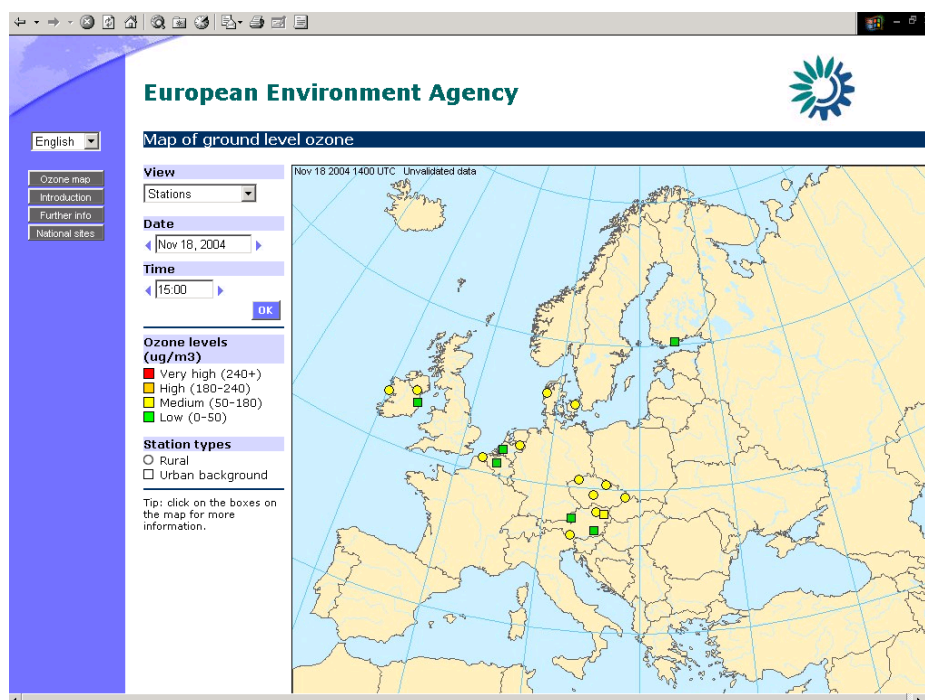 European Environment Agency
English
Map of ground level ozone
Ozone map
Introduction
Further info
National sites
View
Stations
Date
Nov 18, 2004
Time
15:00
OK
Ozone levels
(ug/m3)
Very high (240+)
High (180-240)
Medium (50-180)
Low (0-50)
Station types
Rural
Urban background
Tip: click on the boxes on
the map for more
information.
Nov 18 2004 1400 UTC Unvalidated data